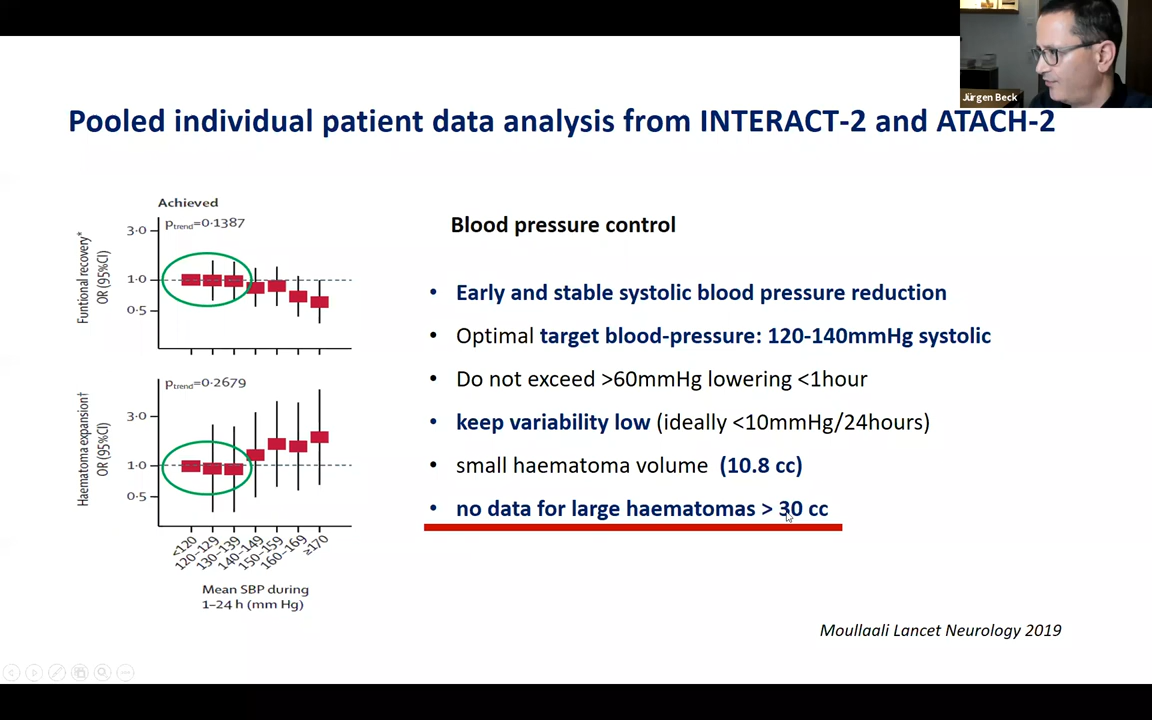 Jürgen Beck
Pooled individual patient data analysis from INTERACT-2 and ATACH-2
Achieved
ptrend=0·1387
Funtional recovery*
OR (95%CI)
3·0
1·0
0·5
ptrend=0·2679
Haematoma expansion†
OR (95%CI)
3·0
1·0
0·5
<120
120–129
130–139
140–149
150–159
160–169
≥170
Mean SBP during
1–24 h (mm Hg)
Blood pressure control
• Early and stable systolic blood pressure reduction
• Optimal target blood-pressure: 120-140mmHg systolic
• Do not exceed >60mmHg lowering <1hour
• keep variability low (ideally <10mmHg/24hours)
• small haematoma volume (10.8 cc)
• no data for large haematomas > 30 cc
Moullaali Lancet Neurology 2019